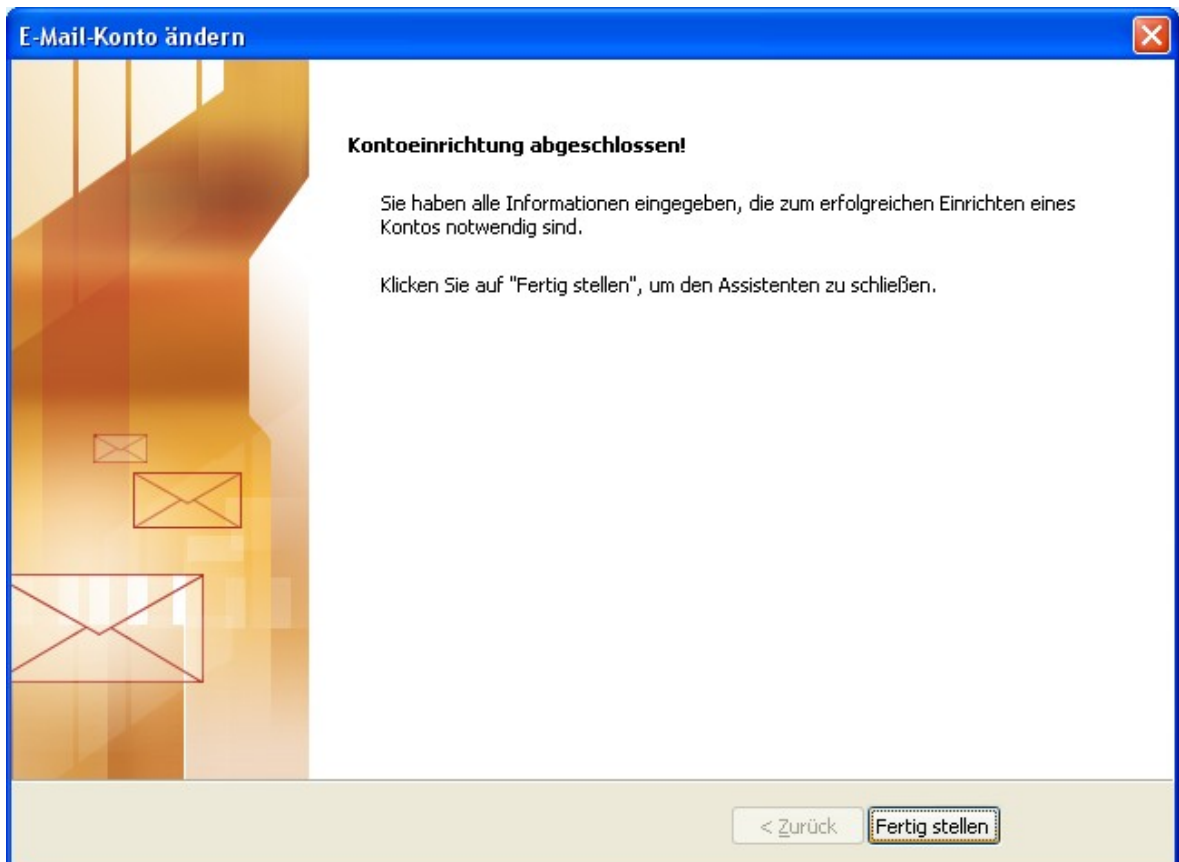 E-Mail-Konto ändern
Kontoeinrichtung abgeschlossen!
Sie haben alle Informationen eingegeben, die zum erfolgreichen Einrichten eines
Kontos notwendig sind.
Klicken Sie auf "Fertig stellen", um den Assistenten zu schließen.
< Zurück
Fertig stellen